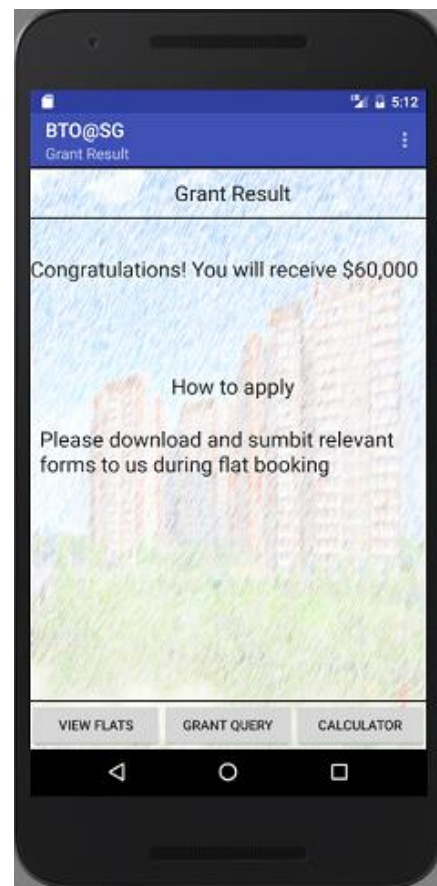 5:12
BTO@SG
Grant Result
Grant Result
Congratulations! You will receive $60,000
How to apply
Please download and sumbit relevant
forms to us during flat booking
VIEW FLATS GRANT QUERY CALCULATOR